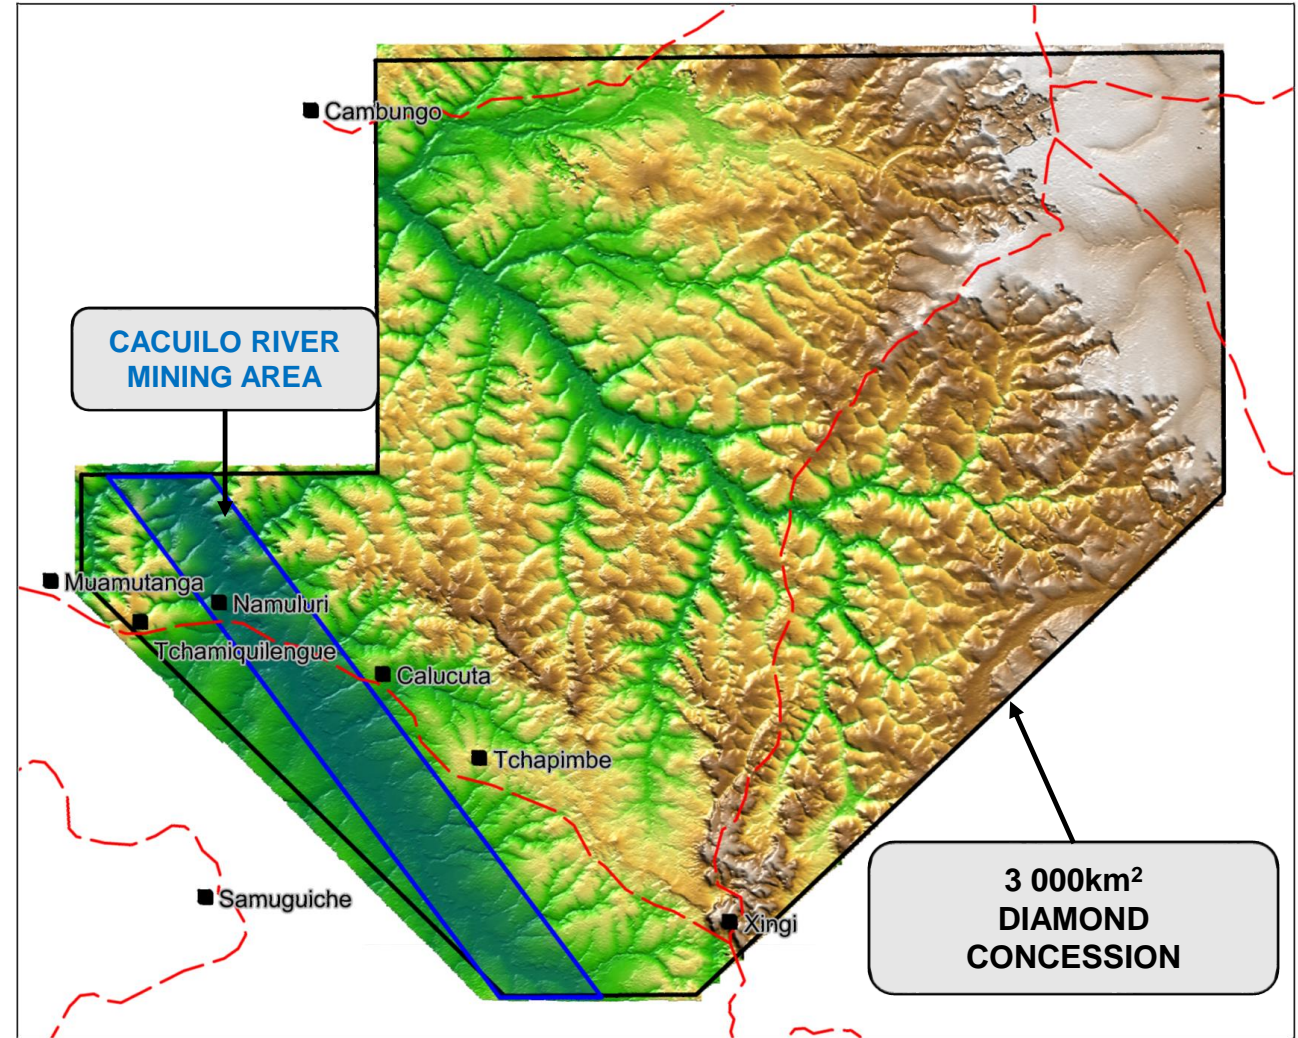 Cambungo
CACUILO RIVER
MINING AREA
Muamutanga
Namuluri
Tchamiquilengue
Calucuta
Tchapimbe
Samuguiche
Xingi
3 000km²
DIAMOND
CONCESSION